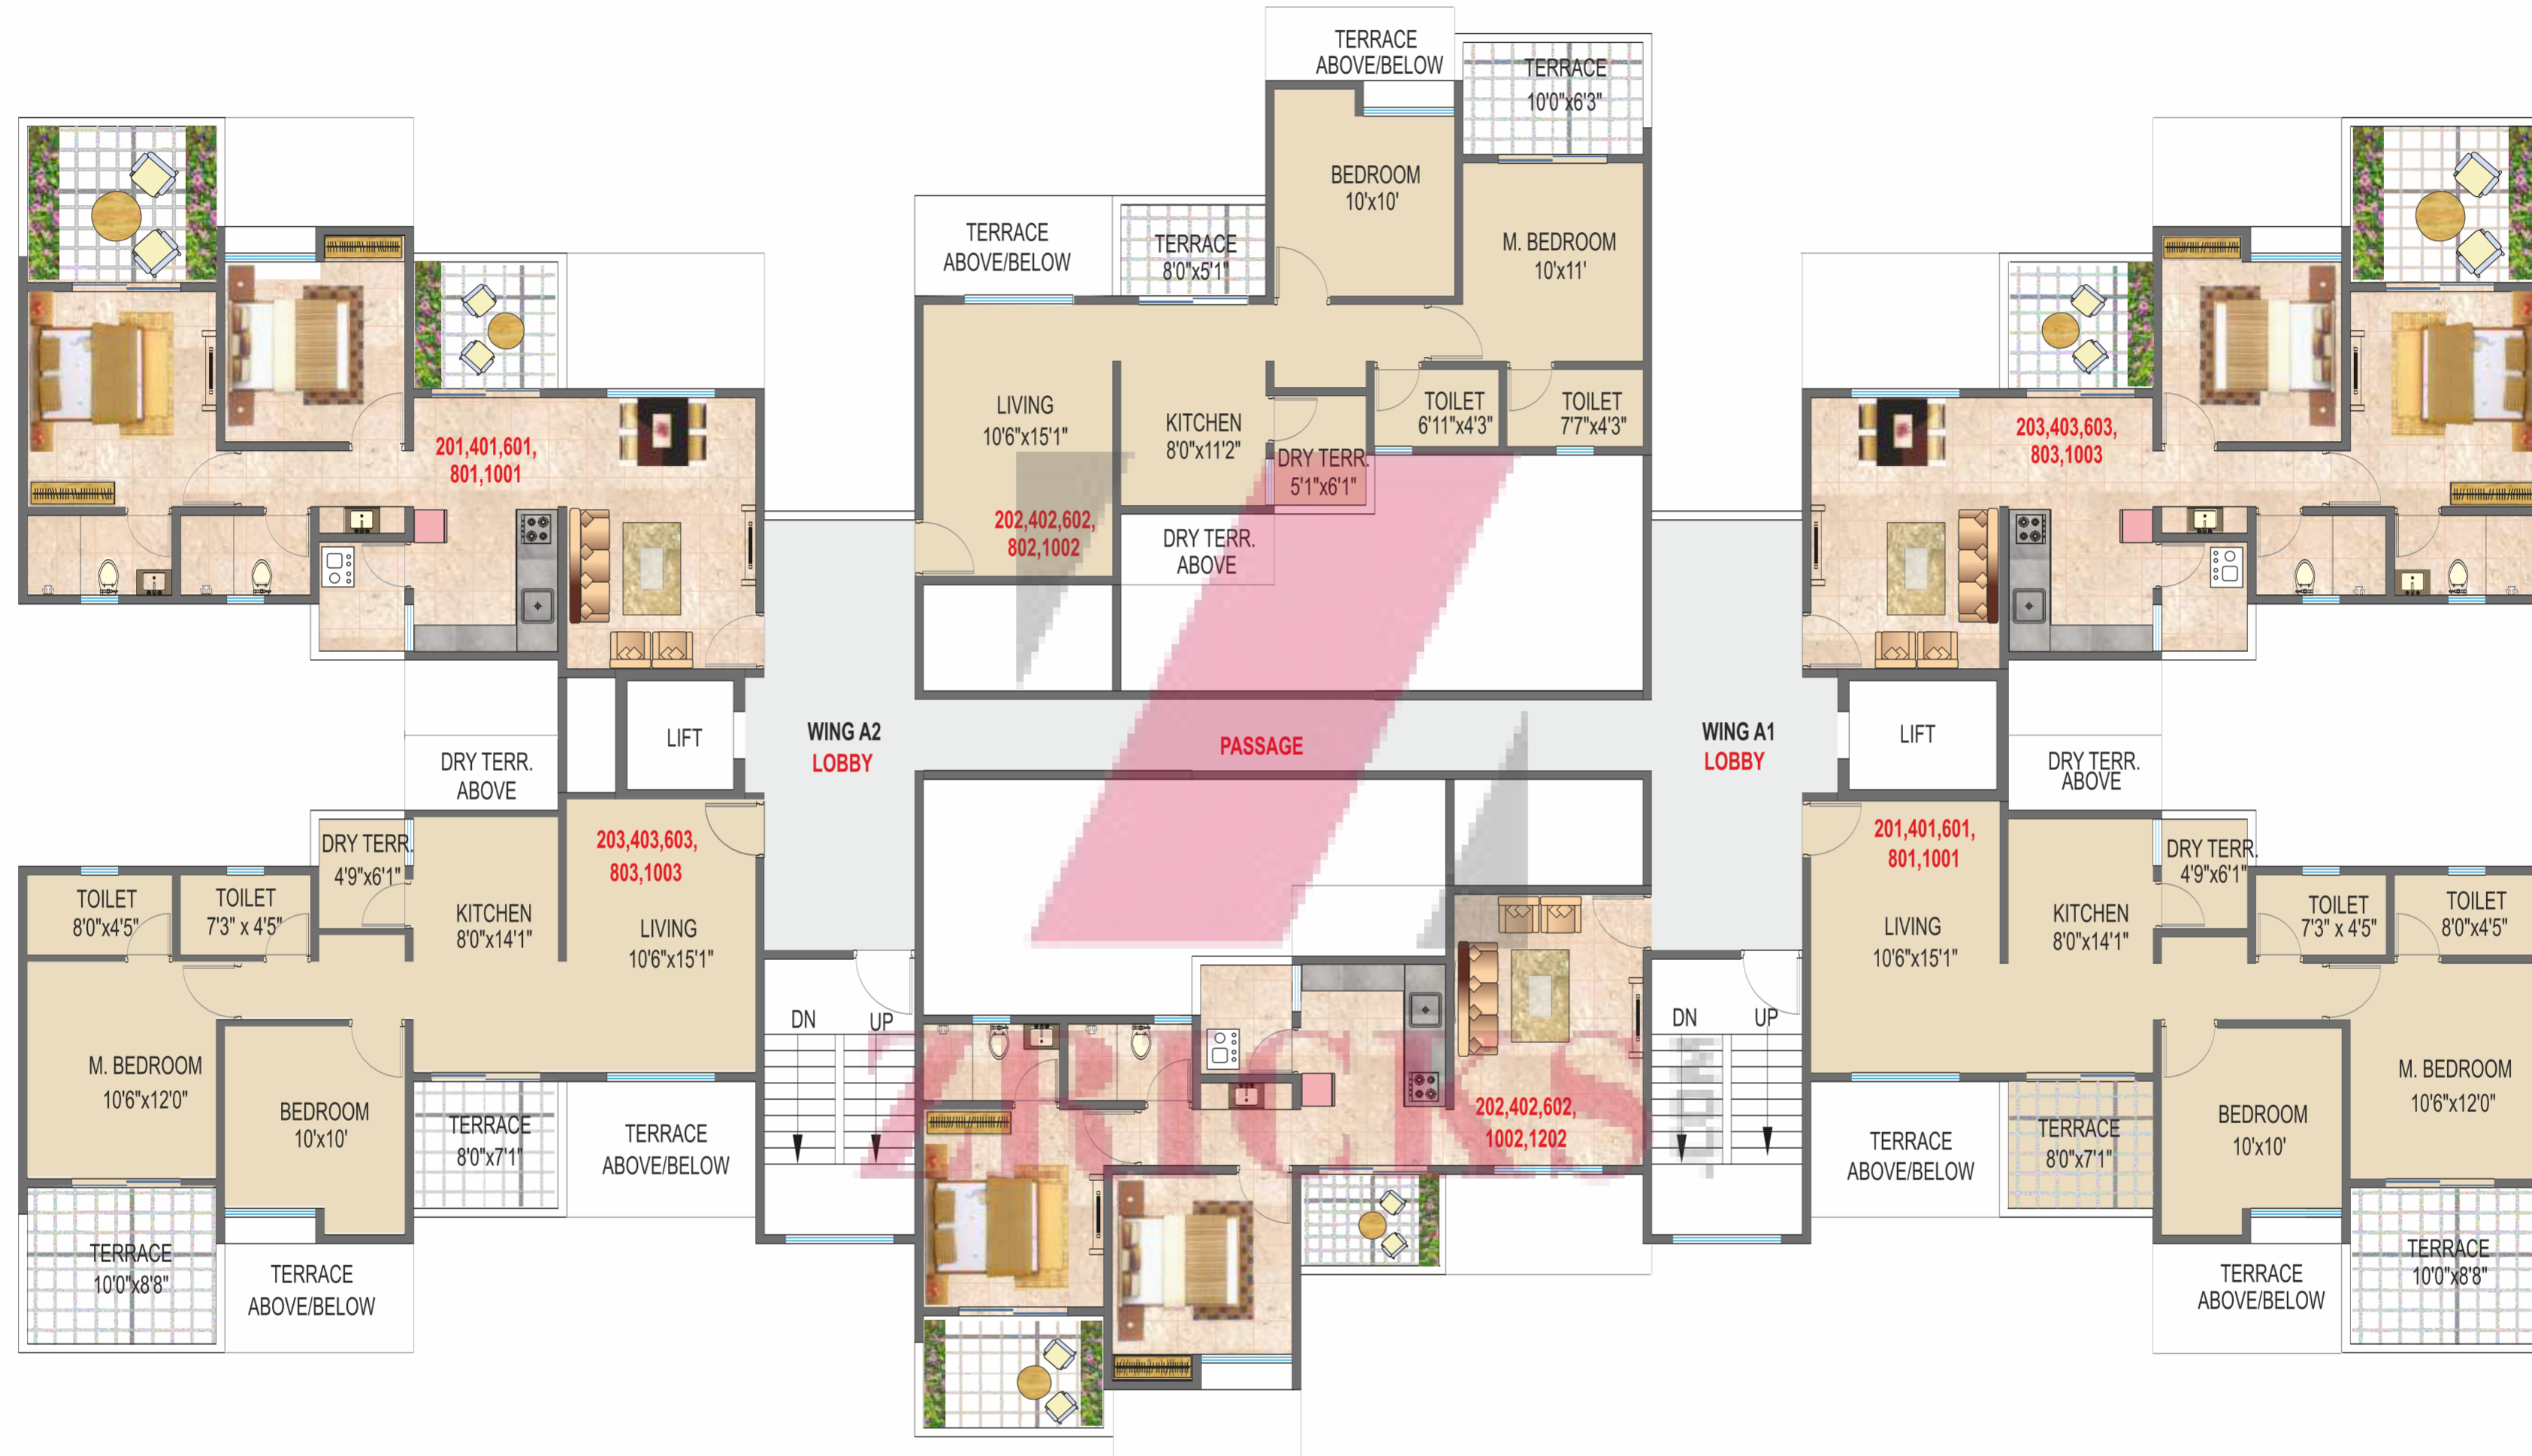 TERRACE
ABOVE/BELOW
TERRACE
10'0"x6'3"
BEDROOM
10'x10'
TERRACE
ABOVE/BELOW
TERRACE
8'0"x5'1"
M. BEDROOM
10'x11'
LIVING
10'6"x15'1"
KITCHEN
8'0"x11'2"
TOILET
6'11"x4'3"
TOILET
7'7"x4'3"
DRY TERR.
5'1"x6'1"
202,402,602,
802,1002
DRY TERR.
ABOVE
201,401,601,
801,1001
203,403,603,
803,1003
LIFT
WING A2
LOBBY
PASSAGE
WING A1
LOBBY
LIFT
DRY TERR.
ABOVE
DRY TERR.
ABOVE
203,403,603,
803,1003
DRY TERR.
4'9"x6'1"
TOILET
8'0"x4'5"
TOILET
7'3" x 4'5"
KITCHEN
8'0"x14'1"
LIVING
10'6"x15'1"
M. BEDROOM
10'6"x12'0"
BEDROOM
10'x10'
TERRACE
8'0"x7'1"
TERRACE
ABOVE/BELOW
TERRACE
10'0"x8'8"
TERRACE
ABOVE/BELOW
DN
UP
202,402,602,
1002,1202
DN
UP
201,401,601,
801,1001
DRY TERR.
4'9"x6'1"
LIVING
10'6"x15'1"
KITCHEN
8'0"x14'1"
TOILET
7'3" x 4'5"
TOILET
8'0"x4'5"
M. BEDROOM
10'6"x12'0"
BEDROOM
10'x10'
TERRACE
ABOVE/BELOW
TERRACE
8'0"x7'1"
TERRACE
ABOVE/BELOW
TERRACE
10'0"x8'8"
ZRICKS
.COM